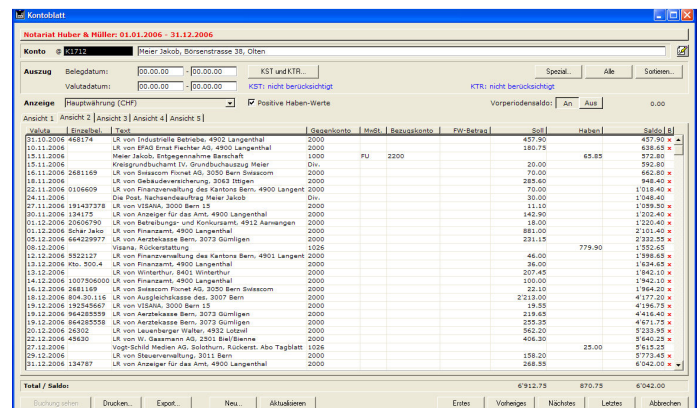 Kontoblatt
Notariat Huber & Müller: 01.01.2006 - 31.12.2006
Konto @ K1712 Meier Jakob, Börsenstrasse 38, Olten
Auszug Belegdatum: 00.00.00 - 00.00.00 KST und KTR... Spezial... Alle Sortieren...
Valutadatum: 00.00.00 - 00.00.00 KST: nicht berücksichtigt KTR: nicht berücksichtigt
Anzeige Hauptwährung (CHF) Positive Haben-Werte Vorperiodensaldo: An Aus 0.00
Ansicht 1 Ansicht 2 Ansicht 3 Ansicht 4 Ansicht 5
Valuta Einzelbel. Text Gegenkonto MwSt. Bezugskonto FW-Betrag Soll Haben Saldo B
31.10.2006 468174 LR von Industrielle Betriebe, 4902 Langenthal 2000 457.90 457.90 x
10.11.2006 LR von EFAG Ernst Fiechter AG, 3030 Langenthal 2000 180.75 638.65 x
15.11.2006 Meier Jakob, Entgegennahme Barschaft 1000 FU 2200 65.85 572.80
15.11.2006 Kreisgrundbuchamt IV, Grundbuchauszug Meier Div. 20.00 592.80
16.11.2006 2681169 LR von Swisscom Fixnet AG, 3050 Bern Swisscom 2000 70.00 662.80 x
18.11.2006 LR von Gebäudeversicherung, 3063 Ittigen 2000 285.60 948.40 x
22.11.2006 0106609 LR von Finanzverwaltung des Kantons Bern, 4900 Langent 2000 70.00 1'018.40 x
24.11.2006 Die Post, Nachsendeauftrag Meier Jakob Div. 30.00 1'048.40
27.11.2006 191437378 LR von VISANA, 3000 Bern 15 2000 11.10 1'059.50 x
30.11.2006 134175 LR von Anzeiger für das Amt, 4900 Langenthal 2000 142.90 1'202.40 x
01.12.2006 20606790 LR von Betreibungs- und Konkursamt, 4912 Aarwangen 2000 18.00 1'220.40 x
01.12.2006 Schär Jako LR von Finanzamt, 4900 Langenthal 2000 881.00 2'101.40 x
05.12.2006 664229977 LR von Aerztekasse Bern, 3073 Gümligen 2000 231.15 2'332.55 x
08.12.2006 Visana, Rückerstattung 1026 779.90 1'552.65
12.12.2006 5522127 LR von Finanzverwaltung des Kantons Bern, 4901 Langent 2000 46.00 1'598.65 x
13.12.2006 Kto. 500.4 LR von Finanzamt, 4900 Langenthal 2000 36.00 1'634.65 x
13.12.2006 LR von Winterthur, 8401 Winterthur 2000 207.45 1'842.10 x
14.12.2006 1007506000 LR von Finanzamt, 4900 Langenthal 2000 100.00 1'942.10 x
16.12.2006 2681169 LR von Swisscom Fixnet AG, 3050 Bern Swisscom 2000 22.10 1'964.20 x
18.12.2006 804.30.116 LR von Ausgleichskasse des, 3007 Bern 2000 2'213.00 4'177.20 x
19.12.2006 192545667 LR von VISANA, 3000 Bern 15 2000 19.55 4'196.75 x
19.12.2006 964285559 LR von Aerztekasse Bern, 3073 Gümligen 2000 219.65 4'416.40 x
19.12.2006 864285558 LR von Aerztekasse Bern, 3073 Gümligen 2000 255.35 4'671.75 x
20.12.2006 26302 LR von Leuenberger Walter, 4932 Lotzwil 2000 562.20 5'233.95 x
22.12.2006 45630 LR von W. Gassmann AG, 2501 Biel/Bienne 2000 406.30 5'640.25 x
27.12.2006 Vogt-Schild Medien AG, Solothurn, Rückerst. Abo Tagblatt 1026 25.00 5'615.25
29.12.2006 LR von Steuerverwaltung, 3011 Bern 2000 158.20 5'773.45 x
31.12.2006 134787 LR von Anzeiger für das Amt, 4900 Langenthal 2000 268.55 6'042.00 x
Total / Saldo: 6'912.75 870.75 6'042.00
Buchung sehen Drucken... Export... Neu... Aktualisieren Erstes Vorheriges Nächstes Letztes Abbrechen